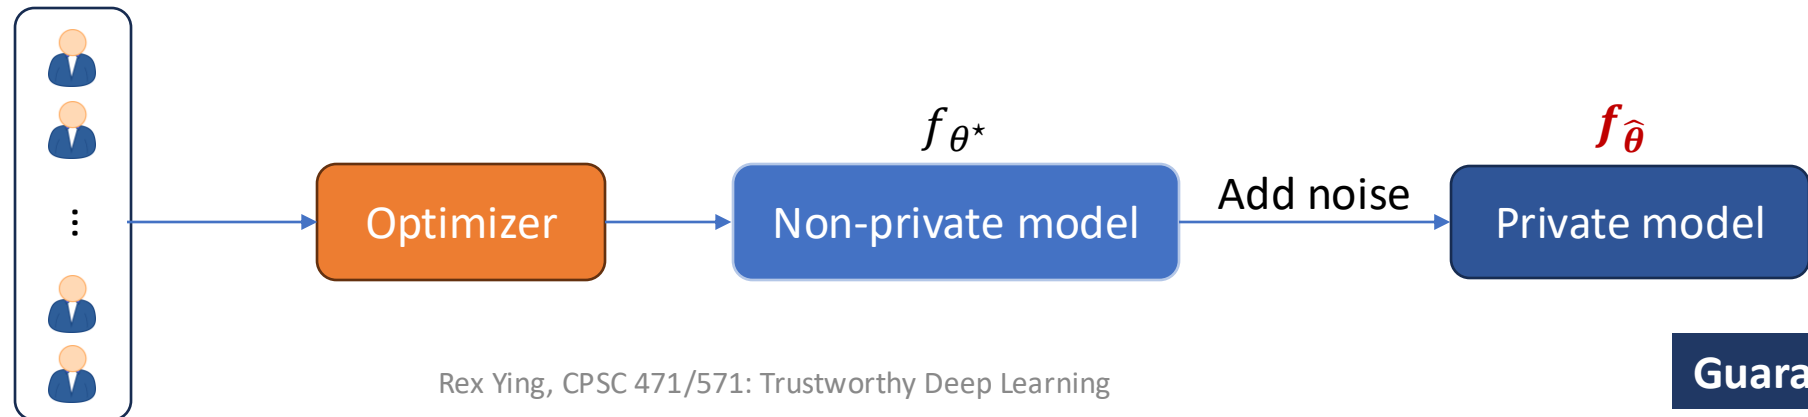 f_θ⋆
f_θ̂
Add noise
Optimizer
Non-private model
Private model
⋮
Rex Ying, CPSC 471/571: Trustworthy Deep Learning
Guara